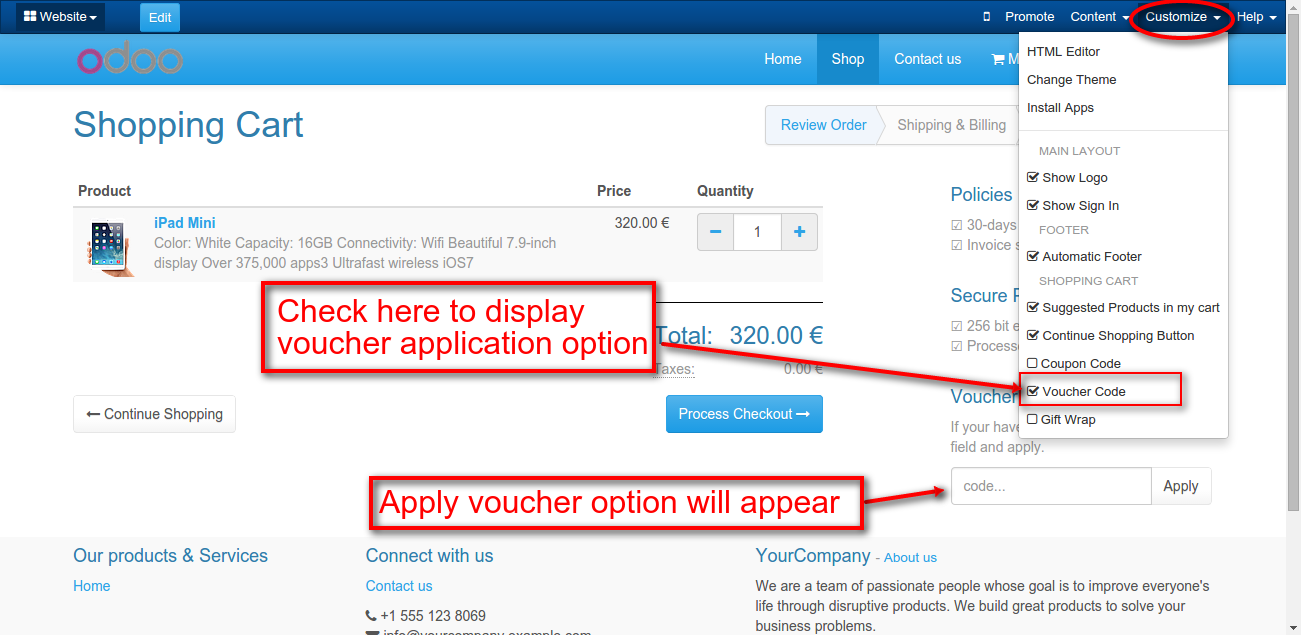 Website
Edit
Promote
Content
Customize
Help
odoo
Home
Shop
Contact us
HTML Editor
Change Theme
Install Apps
MAIN LAYOUT
Show Logo
Show Sign In
FOOTER
Automatic Footer
SHOPPING CART
Suggested Products in my cart
Continue Shopping Button
Coupon Code
Voucher Code
Gift Wrap
Shopping Cart
Review Order
Shipping & Billing
Product Price Quantity
iPad Mini 320.00 € 1
Color: White Capacity: 16GB Connectivity: Wifi Beautiful 7.9-inch
display Over 375,000 apps3 Ultrafast wireless iOS7
Check here to display
voucher application option
Total: 320.00 €
Taxes: 0.00 €
Continue Shopping
Process Checkout
Policies
30-days
Invoice
Secure
256 bit
Voucher
If your have
field and apply.
code...
Apply
Apply voucher option will appear
Our products & Services
Home
Connect with us
Contact us
+1 555 123 8069
YourCompany - About us
We are a team of passionate people whose goal is to improve everyone's
life through disruptive products. We build great products to solve your
business problems.